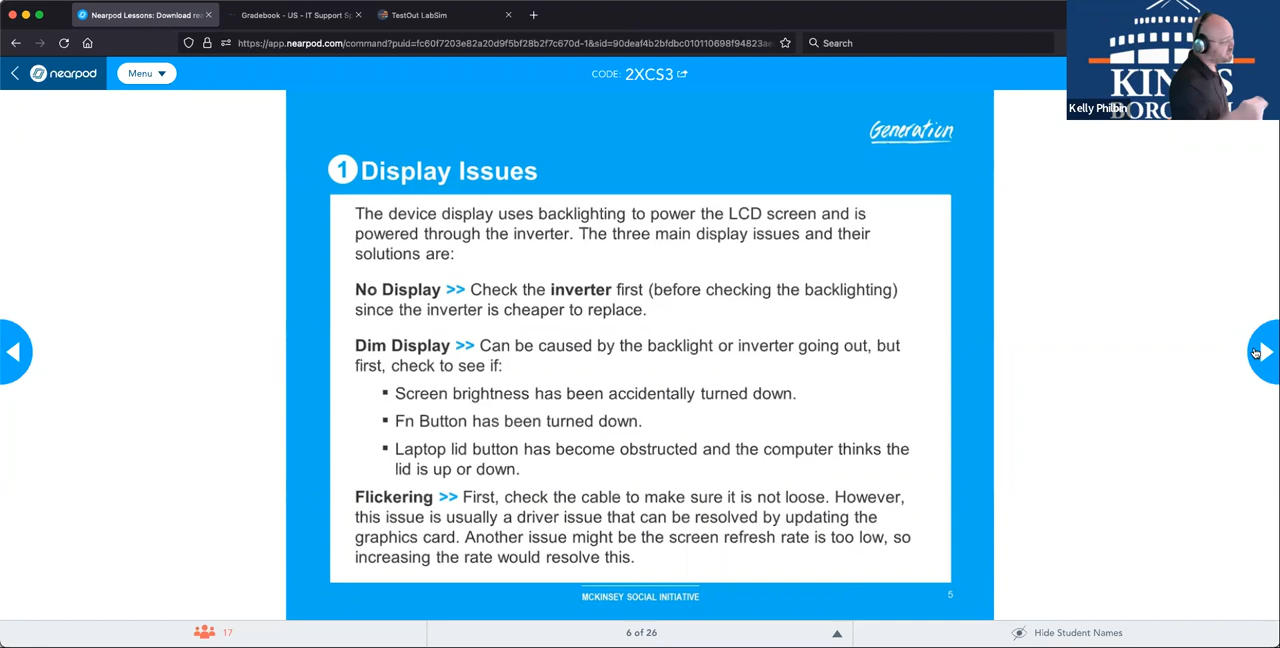 Nearpod Lessons: Download rea
Gradebook - US - IT Support Sp
TestOut LabSim
https://app.nearpod.com/command?puid=fc60f7203e82a20d9f5bf28b2f7c670d-1&sid=90deaf4b2bfdbc010110698f94823ae
Search
nearpod
Menu
CODE: 2XCS3
KIN S
BORO
Kelly Philbin
Generation
1 Display Issues
The device display uses backlighting to power the LCD screen and is
powered through the inverter. The three main display issues and their
solutions are:
No Display >> Check the inverter first (before checking the backlighting)
since the inverter is cheaper to replace.
Dim Display >> Can be caused by the backlight or inverter going out, but
first, check to see if:
▪ Screen brightness has been accidentally turned down.
▪ Fn Button has been turned down.
▪ Laptop lid button has become obstructed and the computer thinks the
lid is up or down.
Flickering >> First, check the cable to make sure it is not loose. However,
this issue is usually a driver issue that can be resolved by updating the
graphics card. Another issue might be the screen refresh rate is too low, so
increasing the rate would resolve this.
MCKINSEY SOCIAL INITIATIVE
5
17
6 of 26
Hide Student Names